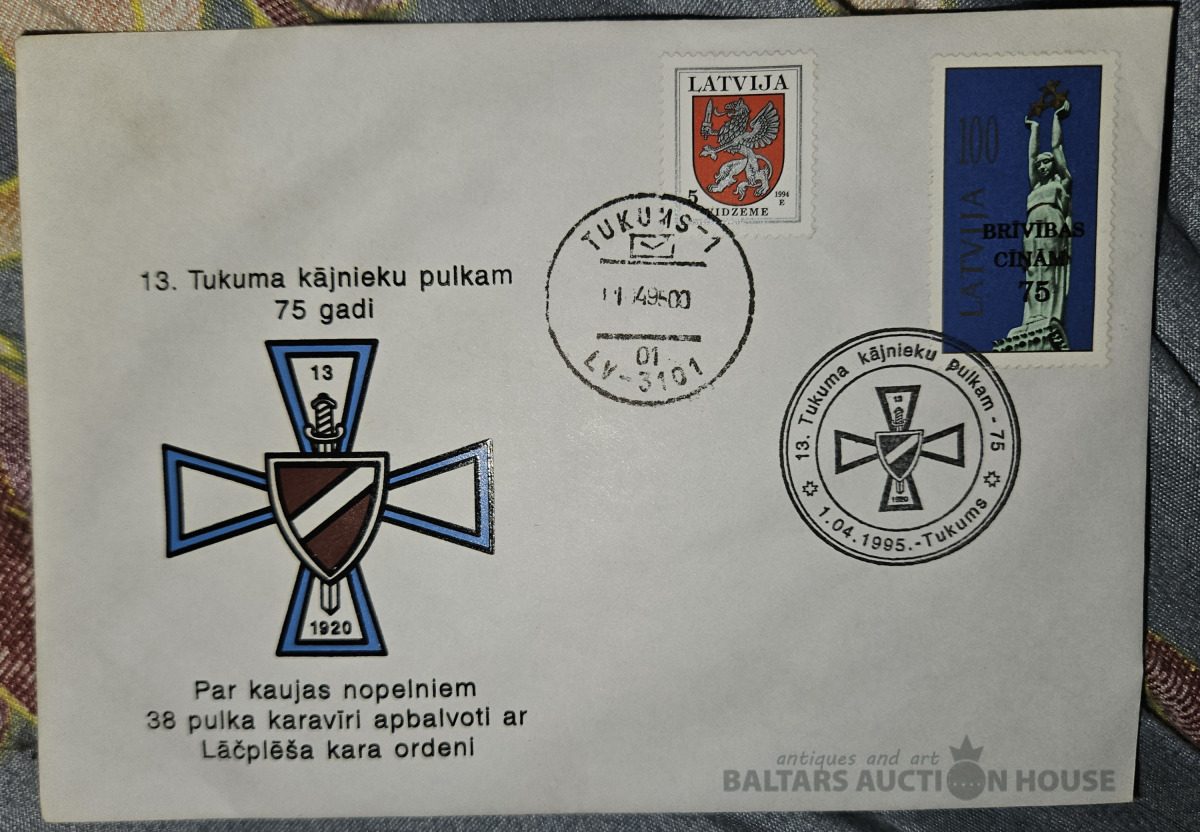 LATVIJA
5
1994
E
VIDZEME
100
LATVIJA
BRĪVĪBAS
CĪŅĀM
75
TUKUMS-1
01
LV-3101
13. Tukuma kājnieku pulkam
75 gadi
13
1920
Par kaujas nopelniem
38 pulka karavīri apbalvoti ar
Lāčplēša kara ordeni
13. Tukuma kājnieku pulkam - 75
13
1920
1.04.1995.-Tukums
antiques and art
BALTARS AUCTION HOUSE